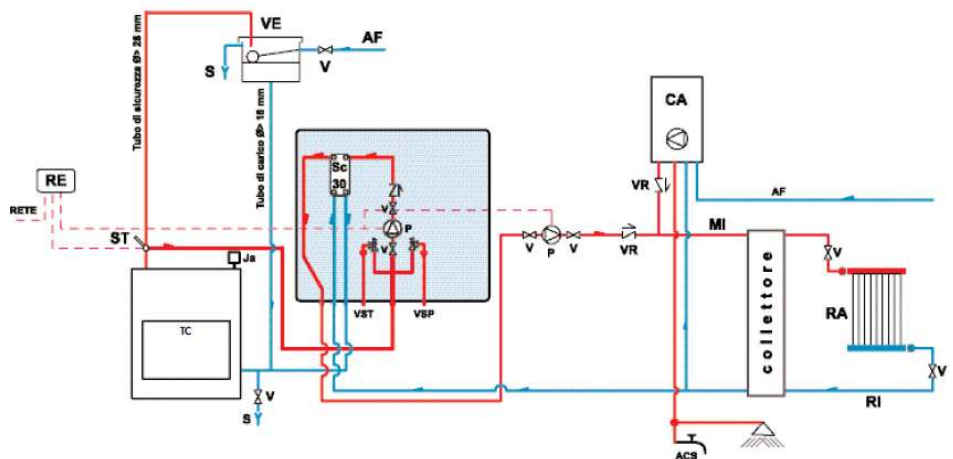 VE
AF
V
S
Tubo di sicurezza Ø> 28 mm
Tubo di carico Ø> 18 mm
CA
RE
RETE
Sc
30
V
P
V
VR
AF
ST
Ja
V
P
V
VR
MI
V
VST
VSP
TC
collettore
RA
V
V
S
RI
ACS